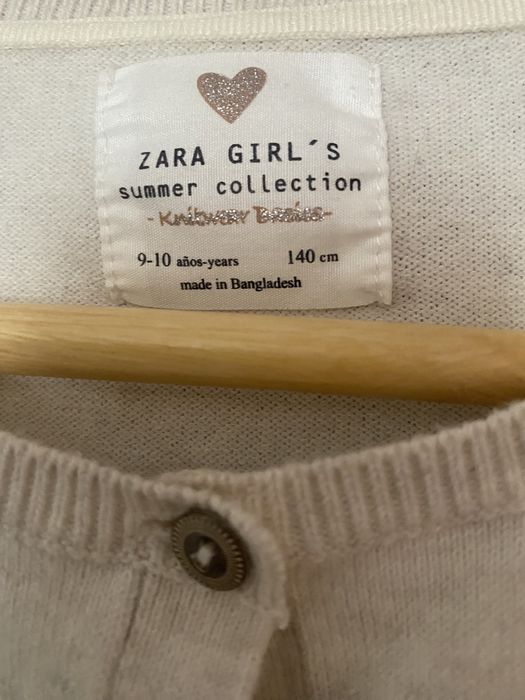 ZARA GIRL´S
summer collection
- Knitwear Basics-
9-10 años-years 140 cm
made in Bangladesh